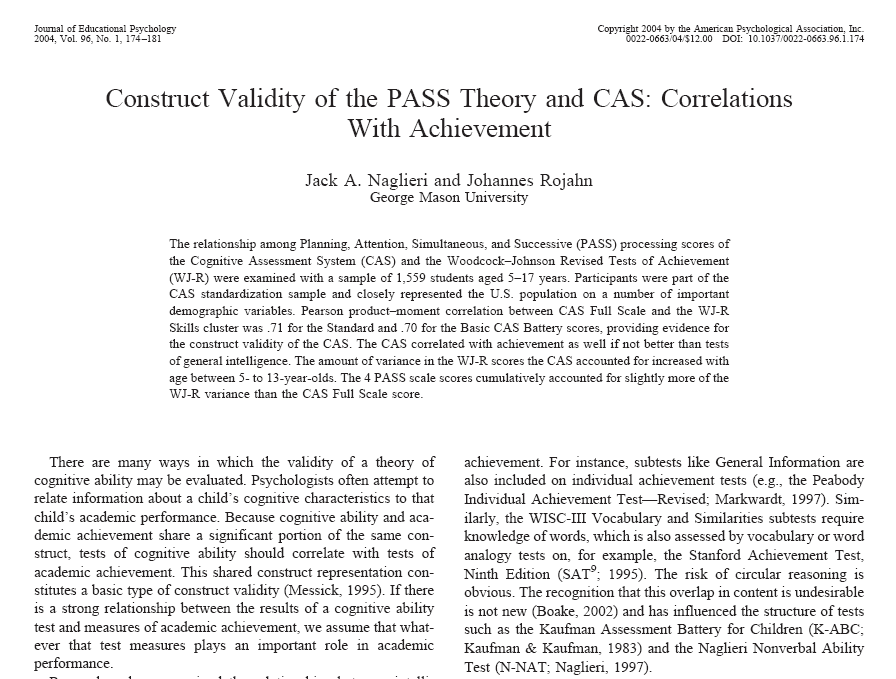 Journal of Educational Psychology
2004, Vol. 96, No. 1, 174–181
Copyright 2004 by the American Psychological Association, Inc.
0022-0663/04/$12.00 DOI: 10.1037/0022-0663.96.1.174
Construct Validity of the PASS Theory and CAS: Correlations
With Achievement
Jack A. Naglieri and Johannes Rojahn
George Mason University
The relationship among Planning, Attention, Simultaneous, and Successive (PASS) processing scores of
the Cognitive Assessment System (CAS) and the Woodcock–Johnson Revised Tests of Achievement
(WJ-R) were examined with a sample of 1,559 students aged 5–17 years. Participants were part of the
CAS standardization sample and closely represented the U.S. population on a number of important
demographic variables. Pearson product–moment correlation between CAS Full Scale and the WJ-R
Skills cluster was .71 for the Standard and .70 for the Basic CAS Battery scores, providing evidence for
the construct validity of the CAS. The CAS correlated with achievement as well if not better than tests
of general intelligence. The amount of variance in the WJ-R scores the CAS accounted for increased with
age between 5- to 13-year-olds. The 4 PASS scale scores cumulatively accounted for slightly more of the
WJ-R variance than the CAS Full Scale score.
There are many ways in which the validity of a theory of
cognitive ability may be evaluated. Psychologists often attempt to
relate information about a child's cognitive characteristics to that
child's academic performance. Because cognitive ability and aca-
demic achievement share a significant portion of the same con-
struct, tests of cognitive ability should correlate with tests of
academic achievement. This shared construct representation con-
stitutes a basic type of construct validity (Messick, 1995). If there
is a strong relationship between the results of a cognitive ability
test and measures of academic achievement, we assume that what-
ever that test measures plays an important role in academic
performance.
achievement. For instance, subtests like General Information are
also included on individual achievement tests (e.g., the Peabody
Individual Achievement Test—Revised; Markwardt, 1997). Sim-
ilarly, the WISC-III Vocabulary and Similarities subtests require
knowledge of words, which is also assessed by vocabulary or word
analogy tests on, for example, the Stanford Achievement Test,
Ninth Edition (SAT⁹; 1995). The risk of circular reasoning is
obvious. The recognition that this overlap in content is undesirable
is not new (Boake, 2002) and has influenced the structure of tests
such as the Kaufman Assessment Battery for Children (K-ABC;
Kaufman & Kaufman, 1983) and the Naglieri Nonverbal Ability
Test (N-NAT; Naglieri, 1997).